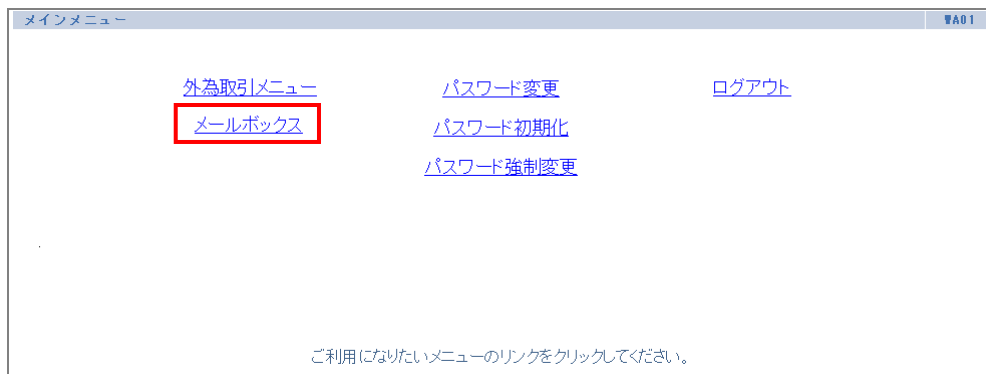 メインメニュー WA01
外為取引メニュー パスワード変更 ログアウト
メールボックス パスワード初期化
パスワード強制変更
ご利用になりたいメニューのリンクをクリックしてください。